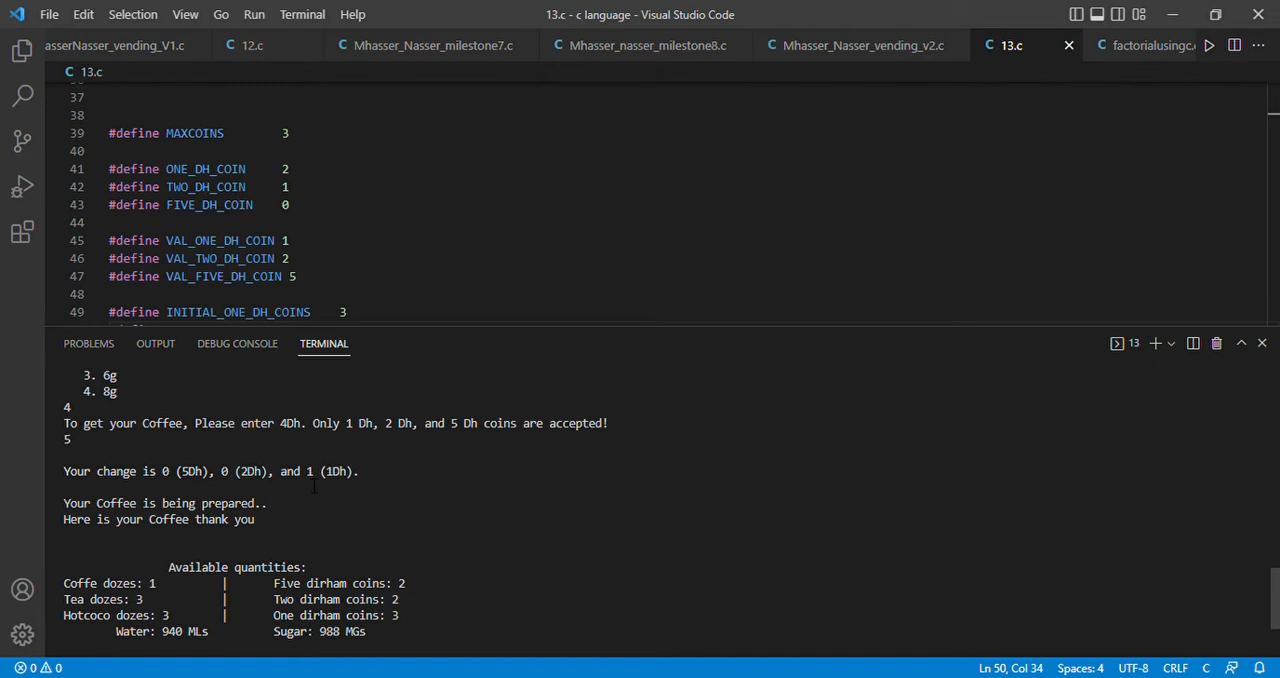 File Edit Selection View Go Run Terminal Help 13.c - c language - Visual Studio Code
asserNasser_vending_V1.c C 12.c C Mhasser_Nasser_milestone7.c C Mhasser_nasser_milestone8.c C Mhasser_Nasser_vending_v2.c C 13.c C factorialusingc.c
C 13.c
37
38
39 #define MAXCOINS 3
40
41 #define ONE_DH_COIN 2
42 #define TWO_DH_COIN 1
43 #define FIVE_DH_COIN 0
44
45 #define VAL_ONE_DH_COIN 1
46 #define VAL_TWO_DH_COIN 2
47 #define VAL_FIVE_DH_COIN 5
48
49 #define INITIAL_ONE_DH_COINS 3
PROBLEMS OUTPUT DEBUG CONSOLE TERMINAL 13
3. 6g
4. 8g
4
To get your Coffee, Please enter 4Dh. Only 1 Dh, 2 Dh, and 5 Dh coins are accepted!
5
Your change is 0 (5Dh), 0 (2Dh), and 1 (1Dh).
Your Coffee is being prepared..
Here is your Coffee thank you
Available quantities:
Coffe dozes: 1 | Five dirham coins: 2
Tea dozes: 3 | Two dirham coins: 2
Hotcoco dozes: 3 | One dirham coins: 3
Water: 940 MLs Sugar: 988 MGs
0 0 Ln 50, Col 34 Spaces: 4 UTF-8 CRLF C